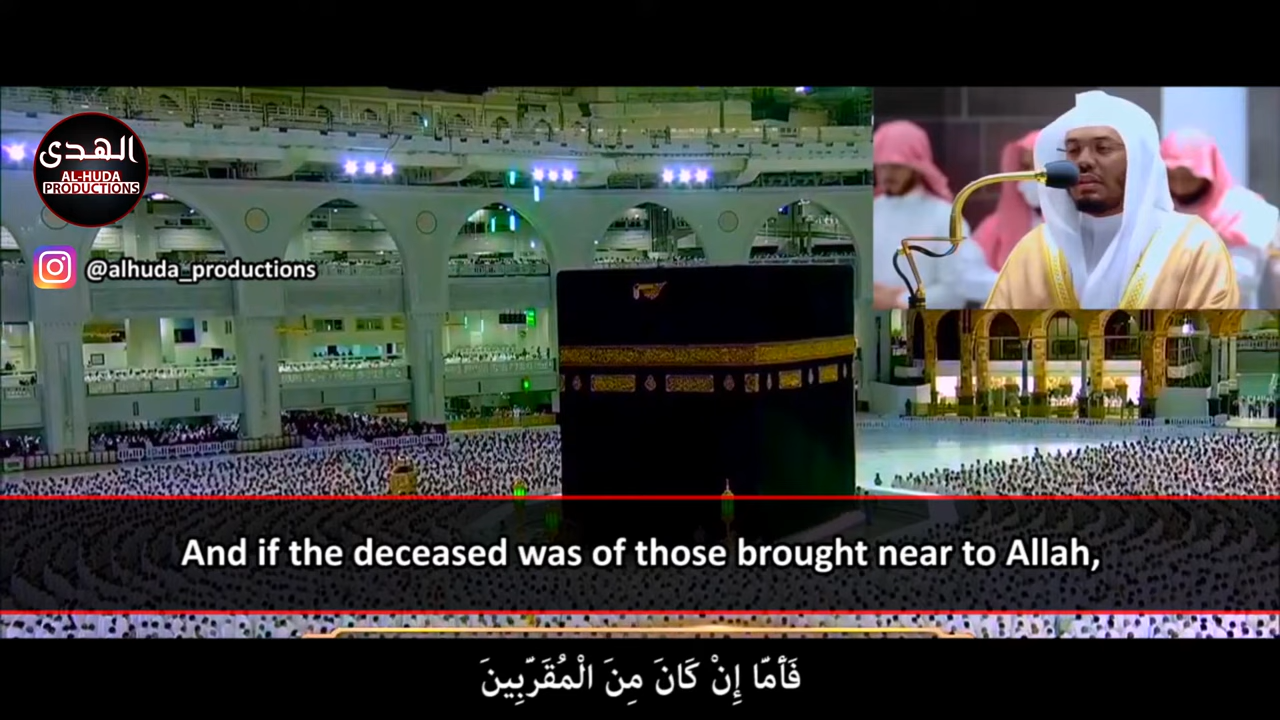 الهدى
AL-HUDA
PRODUCTIONS
@alhuda_productions
And if the deceased was of those brought near to Allah,
فَأَمَّا إِنْ كَانَ مِنَ الْمُقَرَّبِينَ